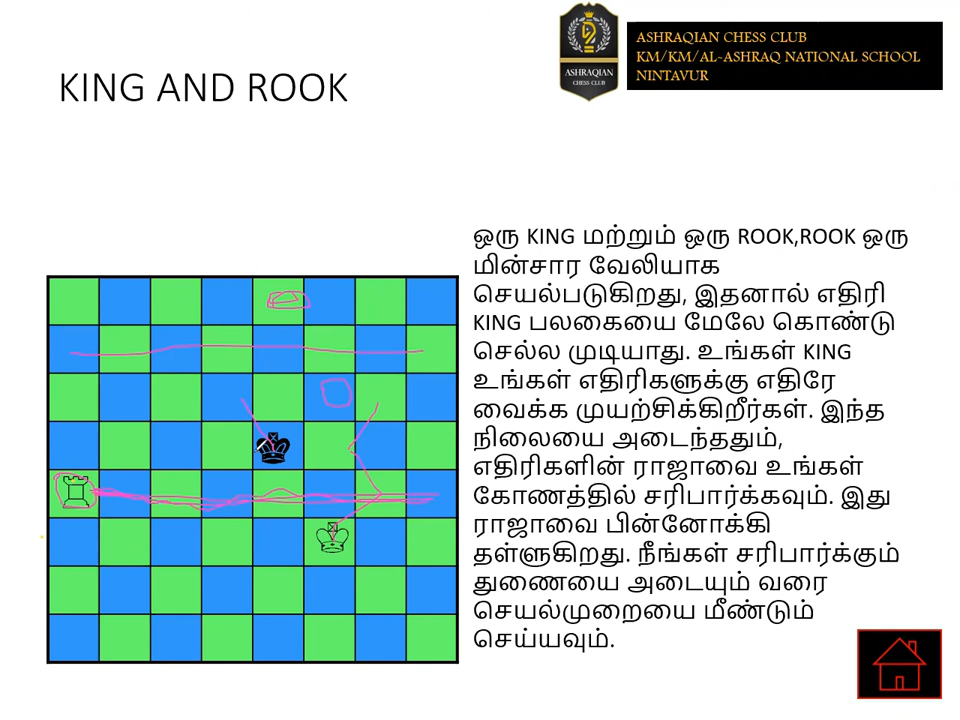 KING AND ROOK
ASHRAQIAN
CHESS CLUB
ASHRAQIAN CHESS CLUB
KM/KM/AL-ASHRAQ NATIONAL SCHOOL
NINTAVUR
ஒரு KING மற்றும் ஒரு ROOK,ROOK ஒரு
மின்சார வேலியாக
செயல்படுகிறது, இதனால் எதிரி
KING பலகையை மேலே கொண்டு
செல்ல முடியாது. உங்கள் KING
உங்கள் எதிரிகளுக்கு எதிரே
வைக்க முயற்சிக்கிறீர்கள். இந்த
நிலையை அடைந்ததும்,
எதிரிகளின் ராஜாவை உங்கள்
கோணத்தில் சரிபார்க்கவும். இது
ராஜாவை பின்னோக்கி
தள்ளுகிறது. நீங்கள் சரிபார்க்கும்
துணையை அடையும் வரை
செயல்முறையை மீண்டும்
செய்யவும்.